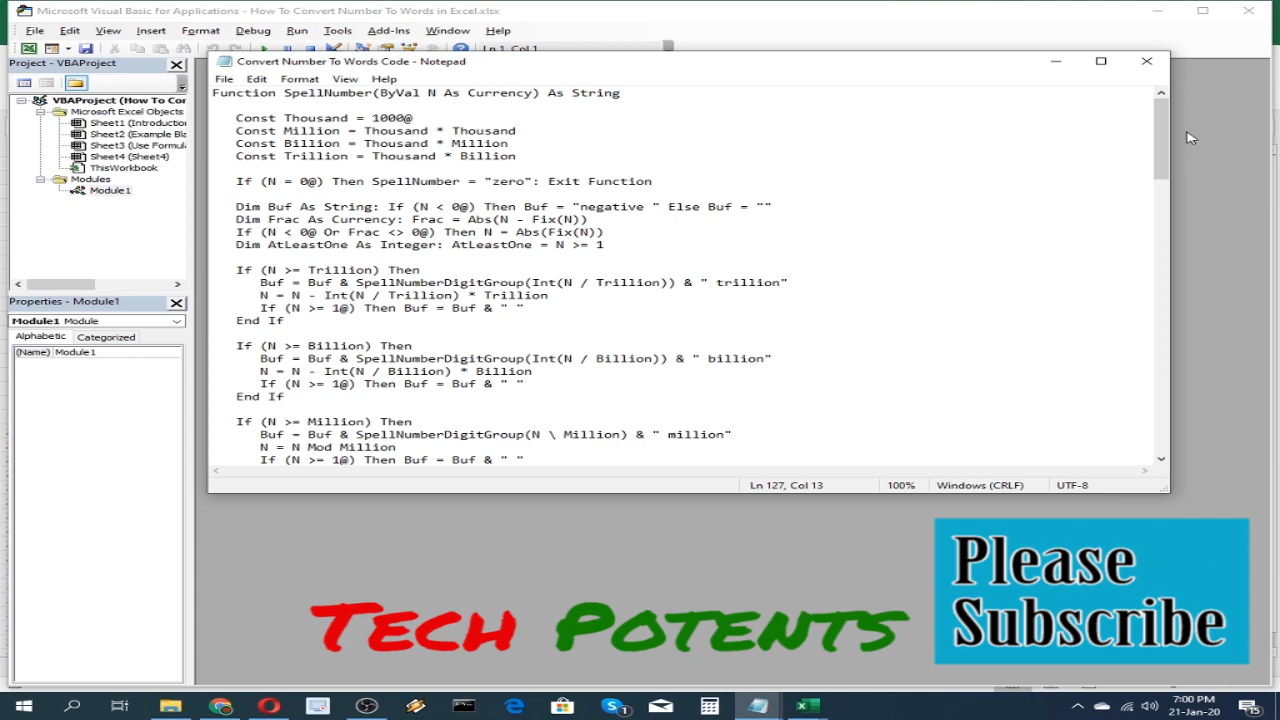 Microsoft Visual Basic for Applications - How To Convert Number To Words in Excel.xlsx
File Edit View Insert Format Debug Run Tools Add-Ins Window Help
Ln 1, Col 1
Project - VBAProject
VBAProject (How To Cor
Microsoft Excel Objects
Sheet1 (Introduction
Sheet2 (Example Bla
Sheet3 (Use Formula
Sheet4 (Sheet4)
ThisWorkbook
Modules
Module1
Properties - Module1
Module1 Module
Alphabetic Categorized
(Name) Module1
Convert Number To Words Code - Notepad
File Edit Format View Help
Function SpellNumber(ByVal N As Currency) As String
Const Thousand = 1000@
Const Million = Thousand * Thousand
Const Billion = Thousand * Million
Const Trillion = Thousand * Billion
If (N = 0@) Then SpellNumber = "zero": Exit Function
Dim Buf As String: If (N < 0@) Then Buf = "negative " Else Buf = ""
Dim Frac As Currency: Frac = Abs(N - Fix(N))
If (N < 0@ Or Frac <> 0@) Then N = Abs(Fix(N))
Dim AtLeastOne As Integer: AtLeastOne = N >= 1
If (N >= Trillion) Then
Buf = Buf & SpellNumberDigitGroup(Int(N / Trillion)) & " trillion"
N = N - Int(N / Trillion) * Trillion
If (N >= 1@) Then Buf = Buf & " "
End If
If (N >= Billion) Then
Buf = Buf & SpellNumberDigitGroup(Int(N / Billion)) & " billion"
N = N - Int(N / Billion) * Billion
If (N >= 1@) Then Buf = Buf & " "
End If
If (N >= Million) Then
Buf = Buf & SpellNumberDigitGroup(N \ Million) & " million"
N = N Mod Million
If (N >= 1@) Then Buf = Buf & " "
Ln 127, Col 13 100% Windows (CRLF) UTF-8
Tech Potents
Please
Subscribe
7:00 PM
21-Jan-20
15